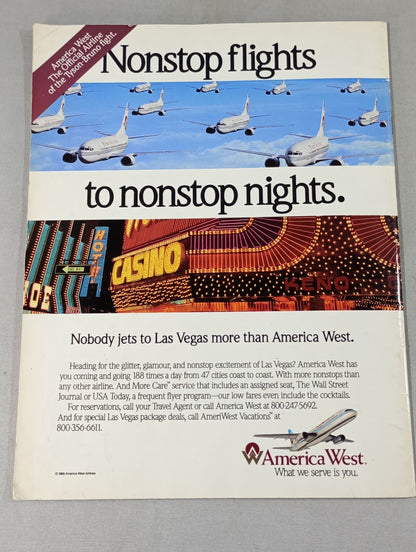 America West
The Official Airline
of the Tyson-Bruno fight.
Nonstop flights
to nonstop nights.
HOTEL
CASINO
KENO
OE
Nobody jets to Las Vegas more than America West.
Heading for the glitter, glamour, and nonstop excitement of Las Vegas? America West has
you coming and going 188 times a day from 47 cities coast to coast. With more nonstops than
any other airline. And More Care℠ service that includes an assigned seat, The Wall Street
Journal or USA Today, a frequent flyer program—our low fares even include the cocktails.
For reservations, call your Travel Agent or call America West at 800-247-5692.
And for special Las Vegas package deals, call AmeriWest Vacations℠ at
800-356-6611.
America West®
What we serve is you.
© 1989 America West Airlines